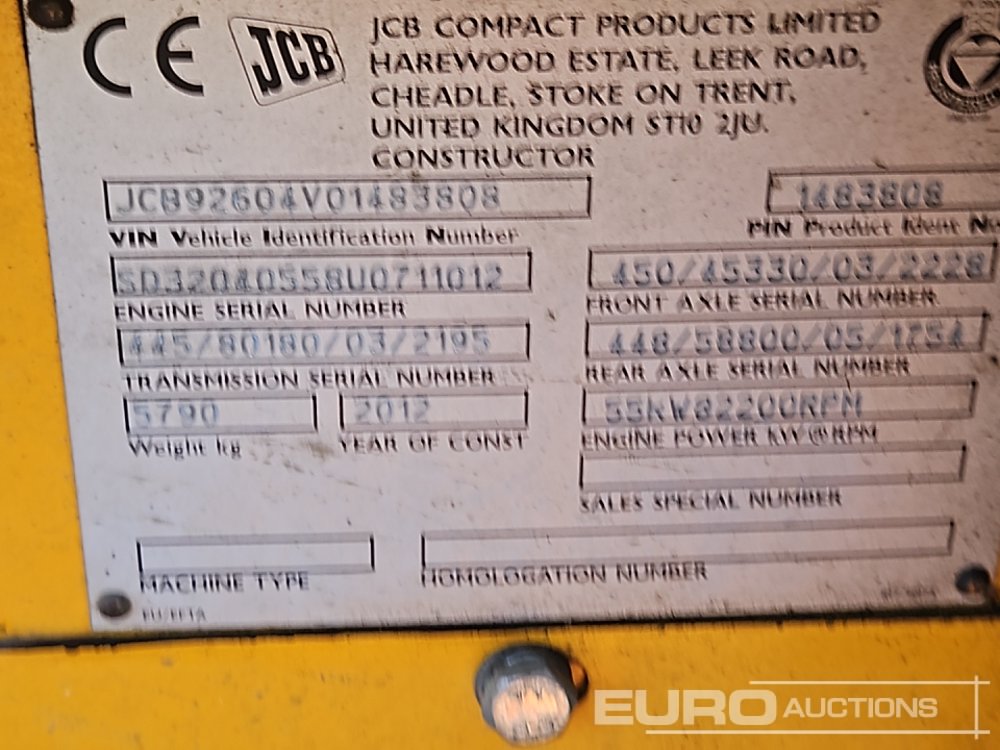 CE JCB JCB COMPACT PRODUCTS LIMITED
HAREWOOD ESTATE, LEEK ROAD,
CHEADLE, STOKE ON TRENT,
UNITED KINGDOM ST10 2JU.
CONSTRUCTOR
JCB92604V01483808 1483808
VIN Vehicle Identification Number PIN Product Ident No
SD32040558U0711012 450/45330/03/2228
ENGINE SERIAL NUMBER FRONT AXLE SERIAL NUMBER
445/80180/03/2195 448/58800/05/1754
TRANSMISSION SERIAL NUMBER REAR AXLE SERIAL NUMBER
5790 2012 55KW@2200RPM
Weight kg YEAR OF CONST ENGINE POWER KW@RPM
SALES SPECIAL NUMBER
MACHINE TYPE HOMOLOGATION NUMBER
EU/EFTA
EURO AUCTIONS